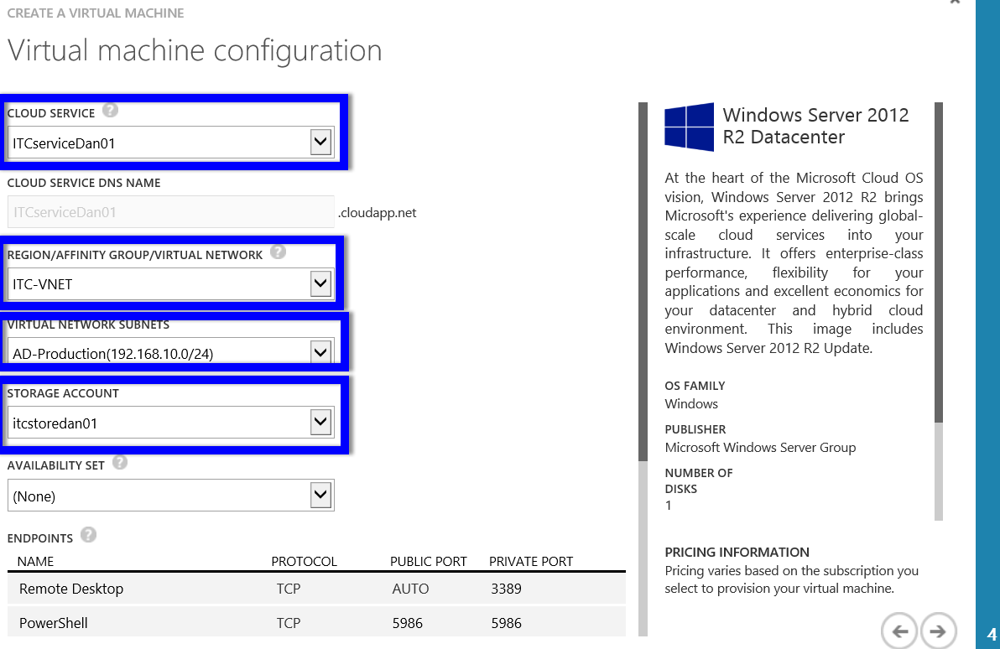 CREATE A VIRTUAL MACHINE
Virtual machine configuration
CLOUD SERVICE ?
ITCserviceDan01
CLOUD SERVICE DNS NAME
ITCserviceDan01 .cloudapp.net
REGION/AFFINITY GROUP/VIRTUAL NETWORK ?
ITC-VNET
VIRTUAL NETWORK SUBNETS
AD-Production(192.168.10.0/24)
STORAGE ACCOUNT
itcstoredan01
AVAILABILITY SET ?
(None)
ENDPOINTS ?
NAME PROTOCOL PUBLIC PORT PRIVATE PORT
Remote Desktop TCP AUTO 3389
PowerShell TCP 5986 5986
Windows Server 2012
R2 Datacenter
At the heart of the Microsoft Cloud OS
vision, Windows Server 2012 R2 brings
Microsoft's experience delivering global-
scale cloud services into your
infrastructure. It offers enterprise-class
performance, flexibility for your
applications and excellent economics for
your datacenter and hybrid cloud
environment. This image includes
Windows Server 2012 R2 Update.
OS FAMILY
Windows
PUBLISHER
Microsoft Windows Server Group
NUMBER OF
DISKS
1
PRICING INFORMATION
Pricing varies based on the subscription you
select to provision your virtual machine.
4